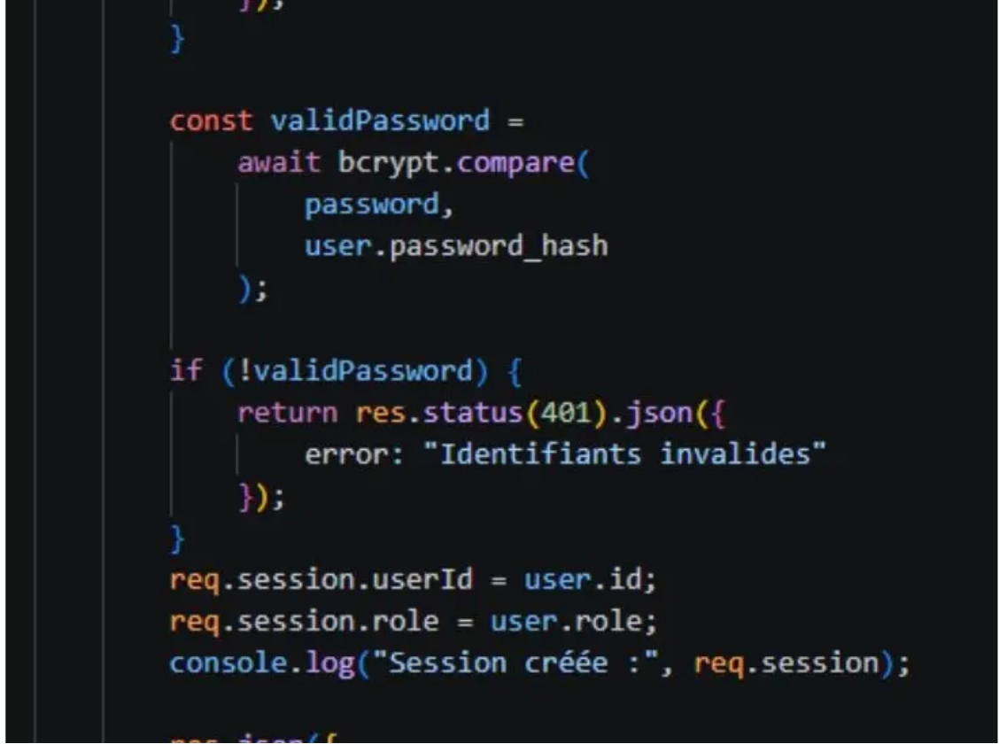 });
}
const validPassword =
await bcrypt.compare(
password,
user.password_hash
);
if (!validPassword) {
return res.status(401).json({
error: "Identifiants invalides"
});
}
req.session.userId = user.id;
req.session.role = user.role;
console.log("Session créée :", req.session);
res.json({